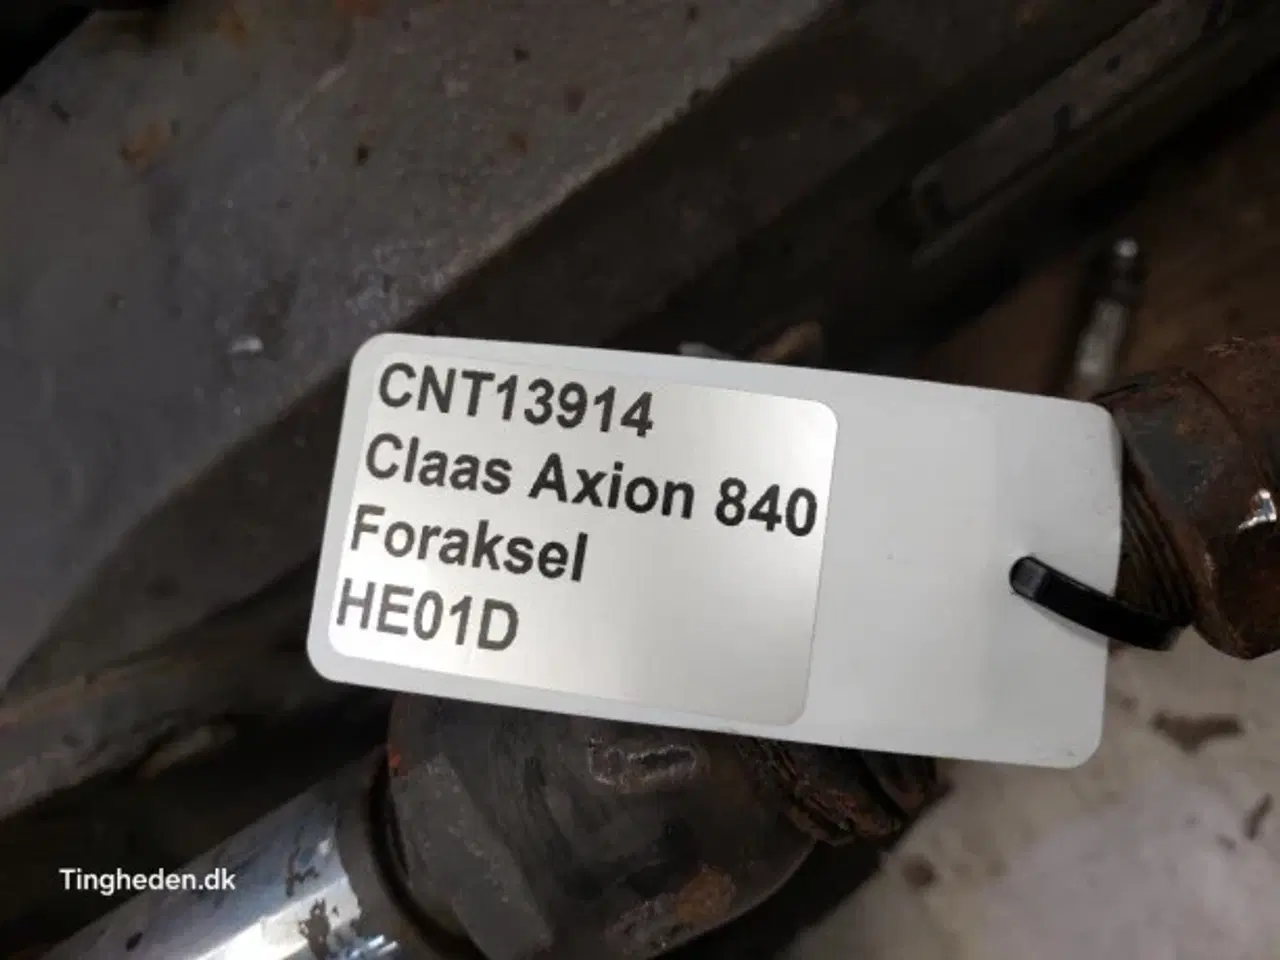 CNT13914
Claas Axion 840
Foraksel
HE01D
Tingheden.dk